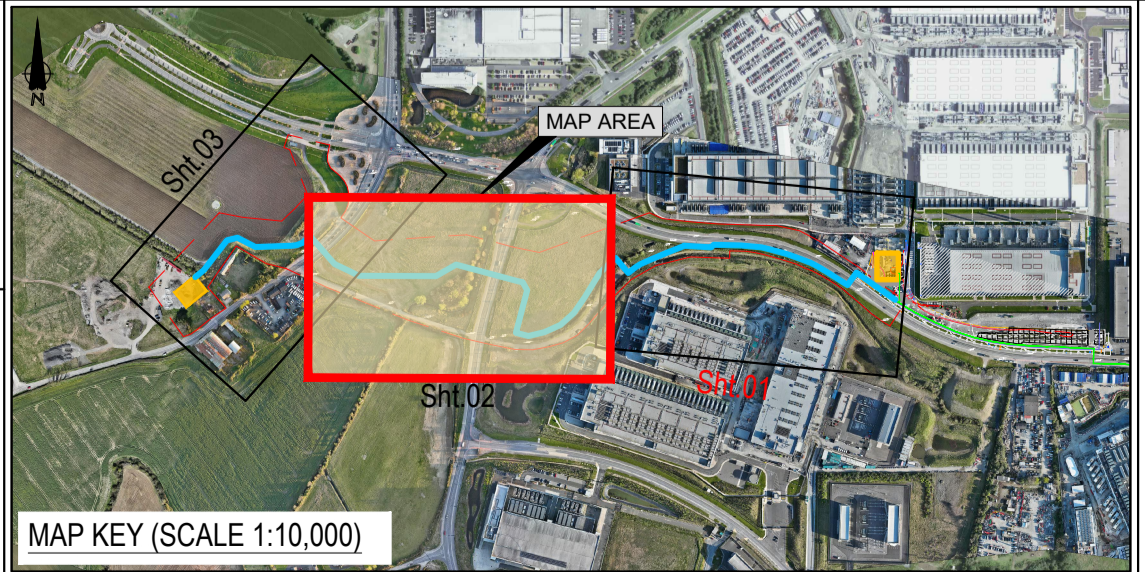 N
Sht.03
MAP AREA
Sht.01
Sht.02
MAP KEY (SCALE 1:10,000)